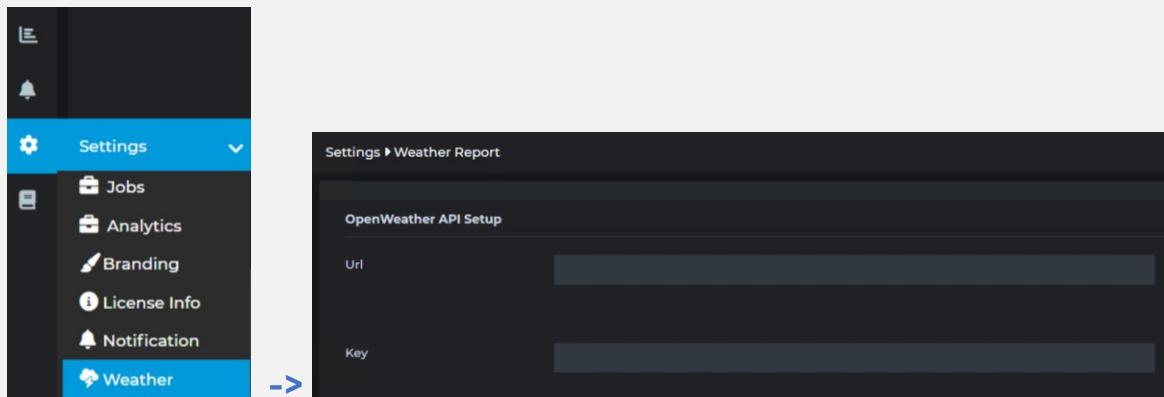 Settings
Jobs
Analytics
Branding
License Info
Notification
Weather
->
Settings Weather Report
OpenWeather API Setup
Url
Key